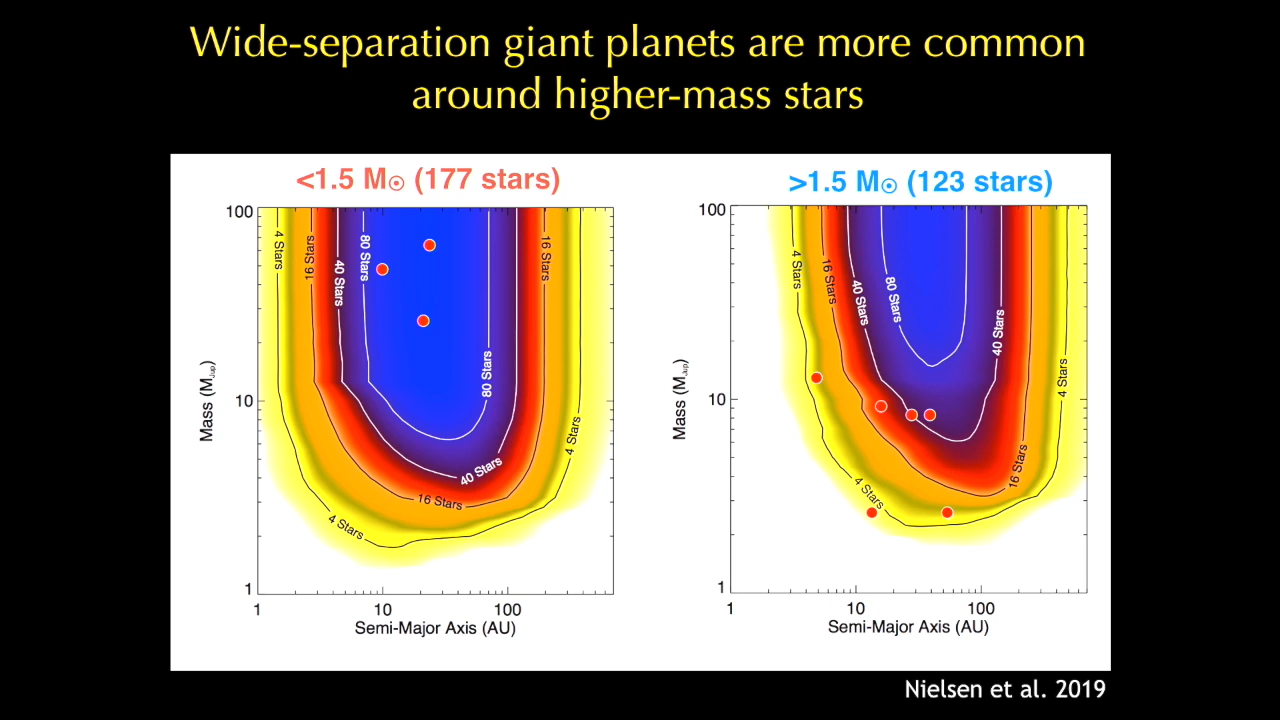 Wide-separation giant planets are more common
around higher-mass stars
<1.5 M☉ (177 stars)
100
10
1
Mass (MJup)
4 Stars
16 Stars
40 Stars
80 Stars
16 Stars
80 Stars
40 Stars
16 Stars
4 Stars
4 Stars
1
10
100
Semi-Major Axis (AU)
>1.5 M☉ (123 stars)
100
10
1
Mass (MJup)
4 Stars
16 Stars
40 Stars
80 Stars
40 Stars
4 Stars
16 Stars
4 Stars
1
10
100
Semi-Major Axis (AU)
Nielsen et al. 2019